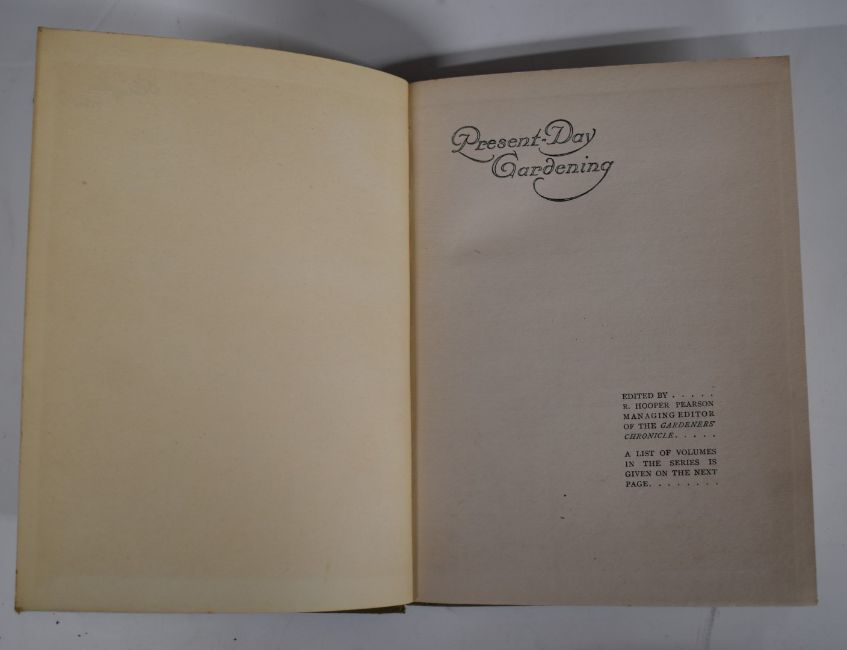 Present-Day
Gardening
EDITED BY . . . . .
R. HOOPER PEARSON
MANAGING EDITOR
OF THE GARDENERS'
CHRONICLE. . . . .
A LIST OF VOLUMES
IN THE SERIES IS
GIVEN ON THE NEXT
PAGE. . . . . . . .